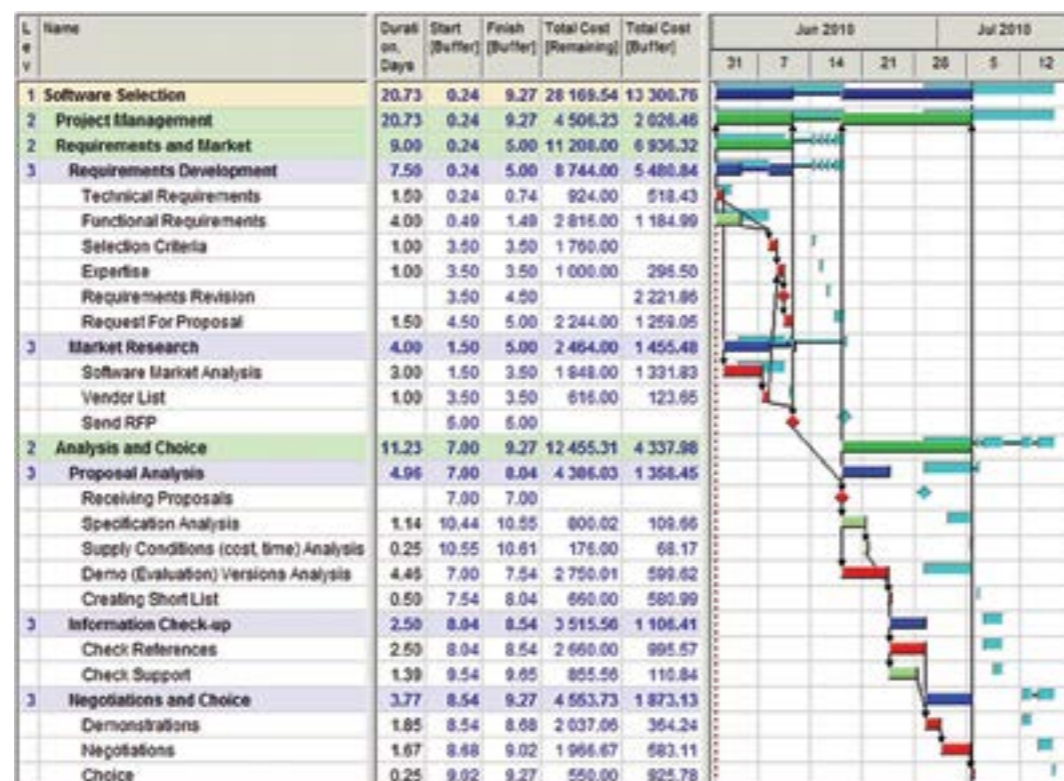 Lev Name Duration, Days Start [Buffer] Finish [Buffer] Total Cost [Remaining] Total Cost [Buffer] Jun 2010 Jul 2010
31 7 14 21 28 5 12
1 Software Selection 20.73 0.24 9.27 28 169.54 13 300.76
2 Project Management 20.73 0.24 9.27 4 506.23 2 026.46
2 Requirements and Market 9.00 0.24 5.00 11 208.00 6 936.32
3 Requirements Development 7.50 0.24 5.00 8 744.00 5 480.84
Technical Requirements 1.50 0.24 0.74 924.00 518.43
Functional Requirements 4.00 0.49 1.49 2 816.00 1 184.99
Selection Criteria 1.00 3.50 3.50 1 760.00
Expertise 1.00 3.50 3.50 1 000.00 296.50
Requirements Revision 3.50 4.50 2 221.86
Request For Proposal 1.50 4.50 5.00 2 244.00 1 259.05
3 Market Research 4.00 1.50 5.00 2 464.00 1 455.48
Software Market Analysis 3.00 1.50 3.50 1 848.00 1 331.83
Vendor List 1.00 3.50 3.50 616.00 123.65
Send RFP 5.00 5.00
2 Analysis and Choice 11.23 7.00 9.27 12 455.31 4 337.98
3 Proposal Analysis 4.96 7.00 8.04 4 386.03 1 358.45
Receiving Proposals 7.00 7.00
Specification Analysis 1.14 10.44 10.55 800.02 109.66
Supply Conditions (cost, time) Analysis 0.25 10.55 10.61 176.00 68.17
Demo (Evaluation) Versions Analysis 4.46 7.00 7.54 2 750.01 599.62
Creating Short List 0.50 7.54 8.04 660.00 580.99
3 Information Check-up 2.50 8.04 8.54 3 515.56 1 106.41
Check References 2.50 8.04 8.54 2 660.00 995.57
Check Support 1.39 9.54 9.65 855.56 110.84
3 Negotiations and Choice 3.77 8.54 9.27 4 553.73 1 873.13
Demonstrations 1.85 8.54 8.68 2 037.06 364.24
Negotiations 1.67 8.68 9.02 1 966.67 583.11
Choice 0.25 9.02 9.27 550.00 925.78